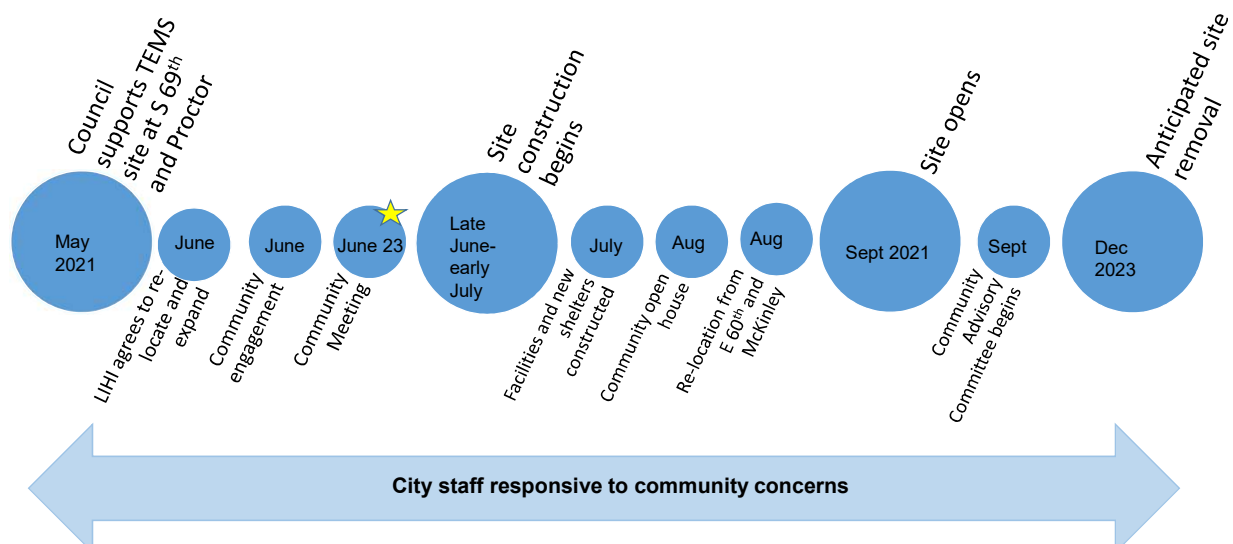 Council
supports TEMS
site at S 69th
and Proctor
May
2021
June
LIHI agrees to re-
locate and
expand
June
Community
engagement
June 23
Community
Meeting
Site
construction
begins
Late
June-
early
July
July
Facilities and new
shelters
constructed
Aug
Community open
house
Aug
Re-location from
E 60th and
McKinley
Site opens
Sept 2021
Sept
Community
Advisory
Committee begins
Anticipated site
removal
Dec
2023
City staff responsive to community concerns